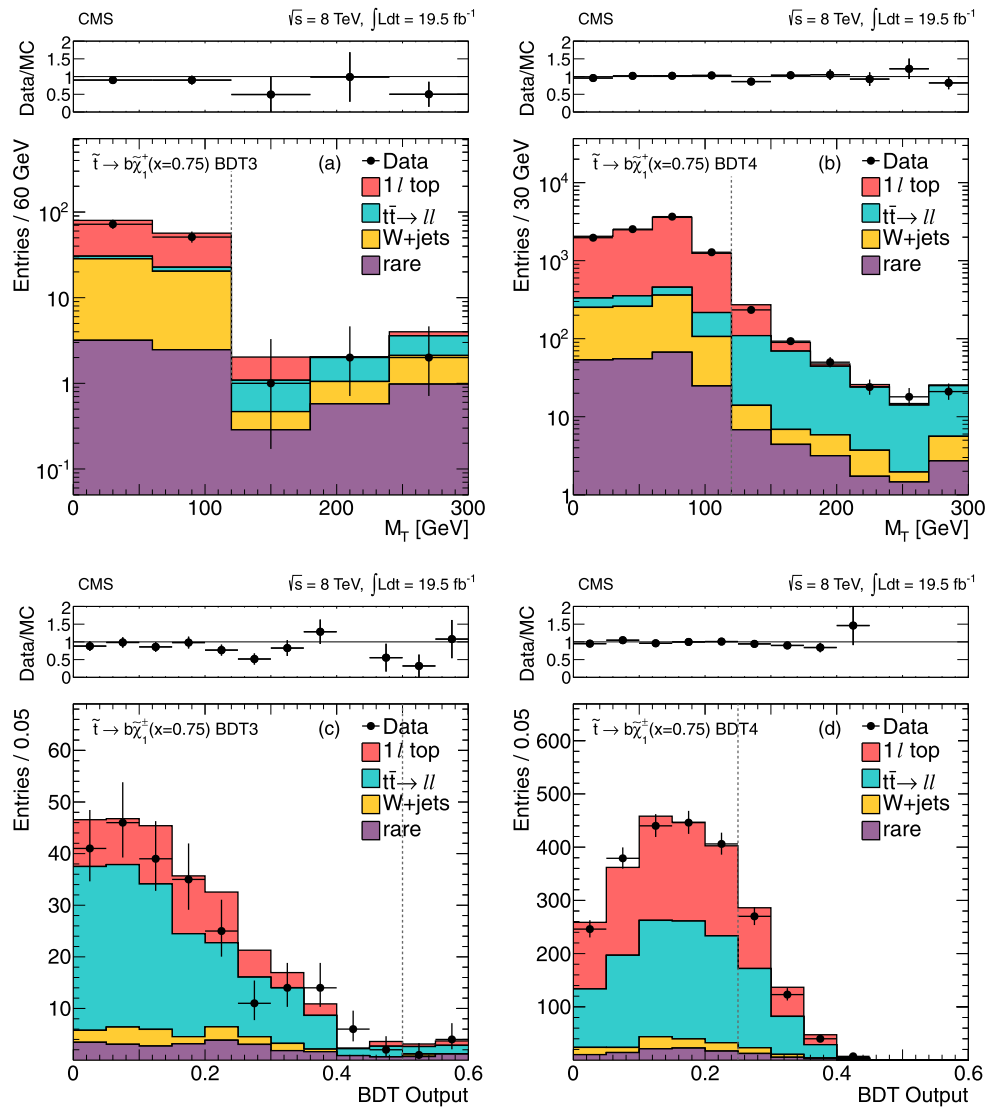 CMS √s = 8 TeV, ∫Ldt = 19.5 fb⁻¹
Data/MC
2
1.5
1
0.5
0
Entries / 60 GeV
t̃ → bχ̃₁⁺(x=0.75) BDT3 (a)
Data
1l top
tt̄→ ll
W+jets
rare
10²
10
1
10⁻¹
0 100 200 300
M_T [GeV]
CMS √s = 8 TeV, ∫Ldt = 19.5 fb⁻¹
Data/MC
2
1.5
1
0.5
0
Entries / 30 GeV
t̃ → bχ̃₁⁺(x=0.75) BDT4 (b)
Data
1l top
tt̄→ ll
W+jets
rare
10⁴
10³
10²
10
1
0 100 200 300
M_T [GeV]
CMS √s = 8 TeV, ∫Ldt = 19.5 fb⁻¹
Data/MC
2
1.5
1
0.5
0
Entries / 0.05
t̃ → bχ̃₁±(x=0.75) BDT3 (c)
Data
1l top
tt̄→ ll
W+jets
rare
60
50
40
30
20
10
0 0.2 0.4 0.6
BDT Output
CMS √s = 8 TeV, ∫Ldt = 19.5 fb⁻¹
Data/MC
2
1.5
1
0.5
0
Entries / 0.05
t̃ → bχ̃₁±(x=0.75) BDT4 (d)
Data
1l top
tt̄→ ll
W+jets
rare
600
500
400
300
200
100
0 0.2 0.4 0.6
BDT Output